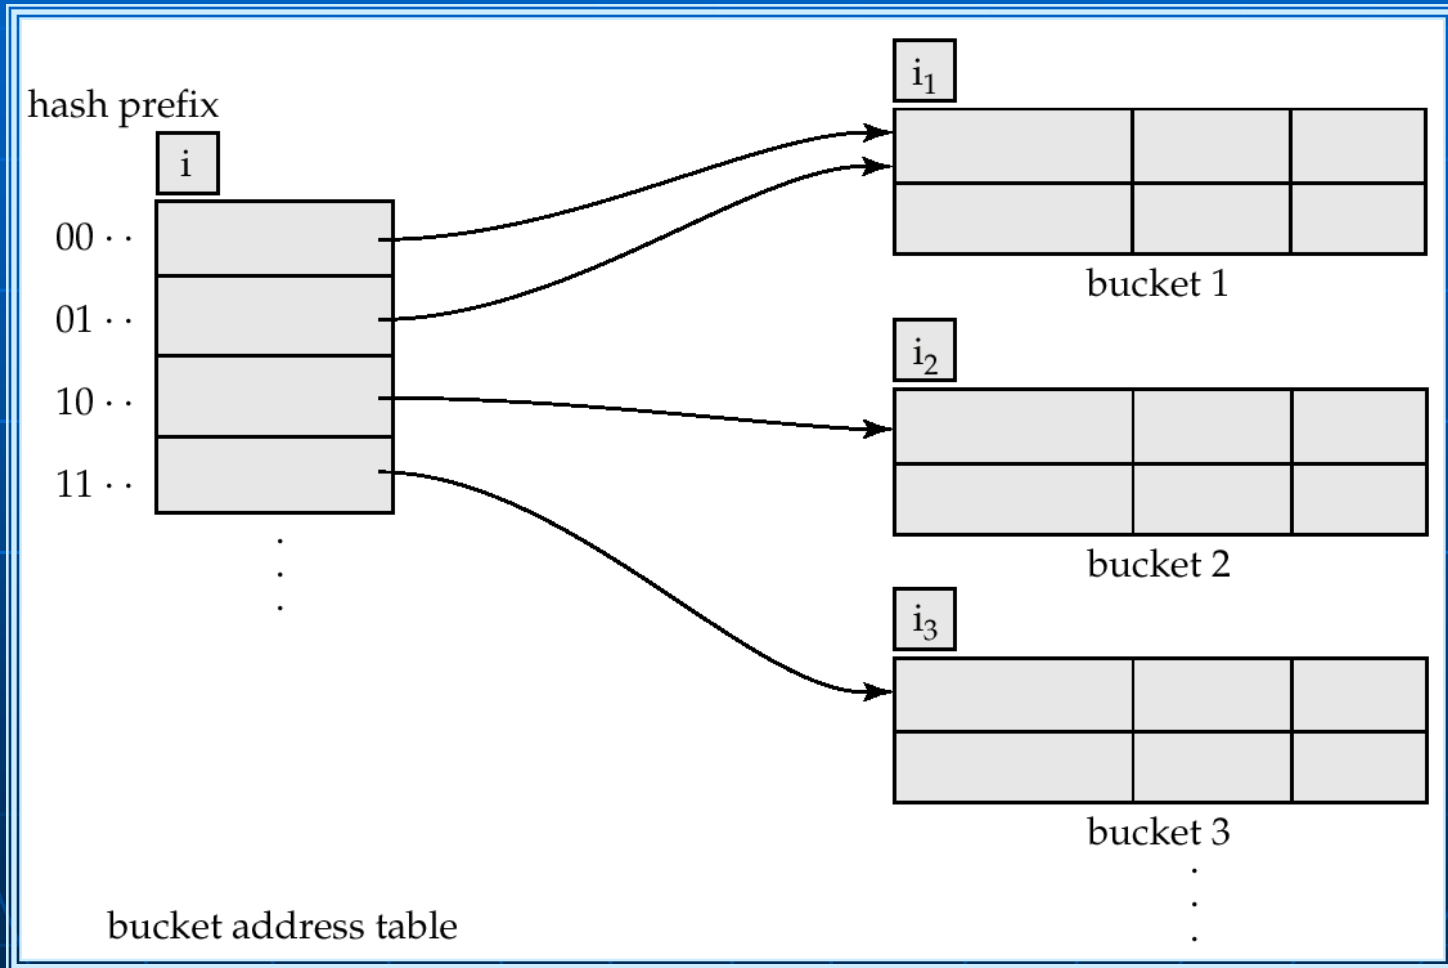 hash prefix
i
00 · ·
01 · ·
10 · ·
11 · ·
.
.
.
bucket address table
i₁
bucket 1
i₂
bucket 2
i₃
bucket 3
.
.
.